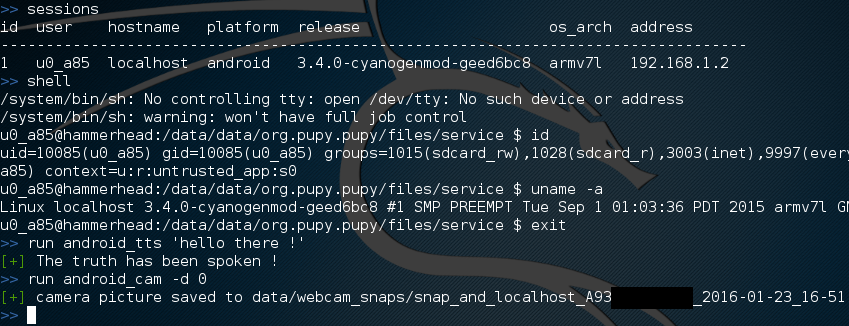 >> sessions
id user hostname platform release os_arch address
------------------------------------------------------------------------------------
1 u0_a85 localhost android 3.4.0-cyanogenmod-geed6bc8 armv7l 192.168.1.2
>> shell
/system/bin/sh: No controlling tty: open /dev/tty: No such device or address
/system/bin/sh: warning: won't have full job control
u0_a85@hammerhead:/data/data/org.pupy.pupy/files/service $ id
uid=10085(u0_a85) gid=10085(u0_a85) groups=1015(sdcard_rw),1028(sdcard_r),3003(inet),9997(every
a85) context=u:r:untrusted_app:s0
u0_a85@hammerhead:/data/data/org.pupy.pupy/files/service $ uname -a
Linux localhost 3.4.0-cyanogenmod-geed6bc8 #1 SMP PREEMPT Tue Sep 1 01:03:36 PDT 2015 armv7l GN
u0_a85@hammerhead:/data/data/org.pupy.pupy/files/service $ exit
>> run android_tts 'hello there !'
[+] The truth has been spoken !
>> run android_cam -d 0
[+] camera picture saved to data/webcam_snaps/snap_and_localhost_A93 _2016-01-23_16-51
>>